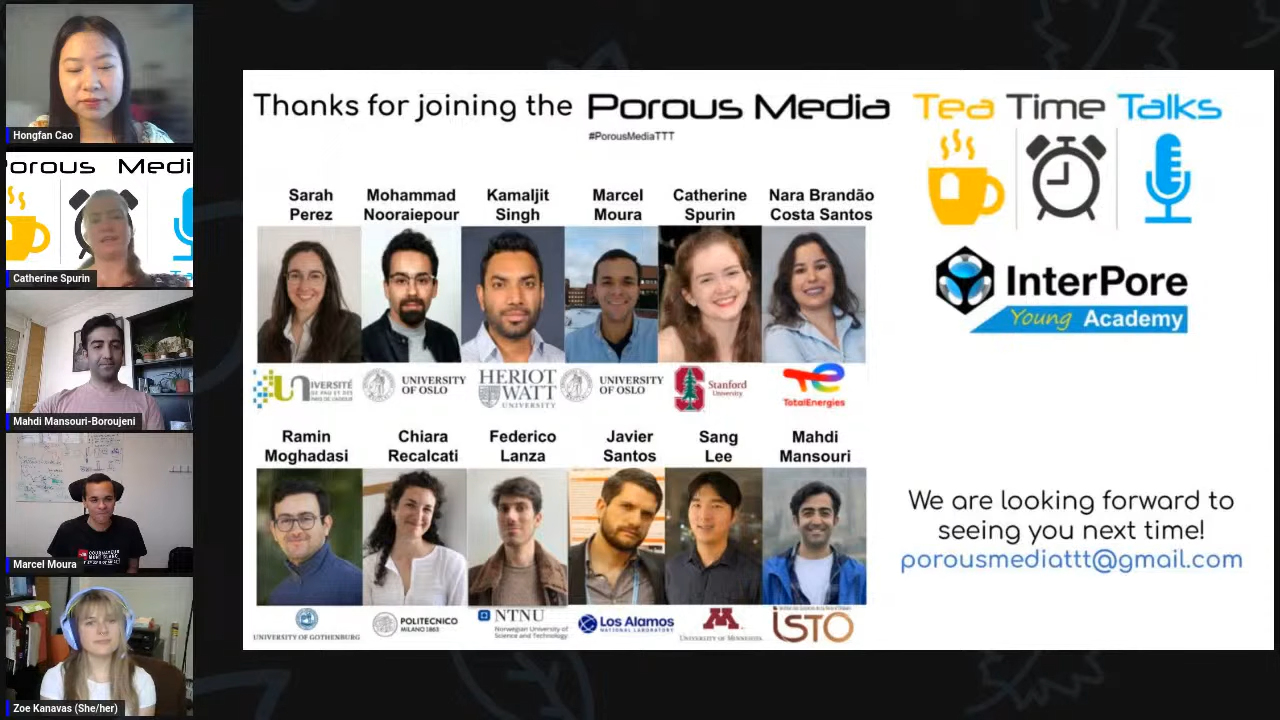 Hongfan Cao
Porous Medi
Catherine Spurin
Mahdi Mansouri-Boroujeni
Marcel Moura
Zoe Kanavas (She/her)
Thanks for joining the Porous Media Tea Time Talks
#PorousMediaTTT
Sarah Perez
Mohammad Nooraiepour
Kamaljit Singh
Marcel Moura
Catherine Spurin
Nara Brandão Costa Santos
UNIVERSITY OF OSLO
HERIOT WATT UNIVERSITY
UNIVERSITY OF OSLO
Stanford University
TotalEnergies
InterPore
Young Academy
Ramin Moghadasi
Chiara Recalcati
Federico Lanza
Javier Santos
Sang Lee
Mahdi Mansouri
UNIVERSITY OF GOTHENBURG
POLITECNICO
MILANO 1863
NTNU
Norwegian University of
Science and Technology
Los Alamos
NATIONAL LABORATORY
UNIVERSITY OF MINNESOTA
isTO
We are looking forward to
seeing you next time!
porousmediattt@gmail.com